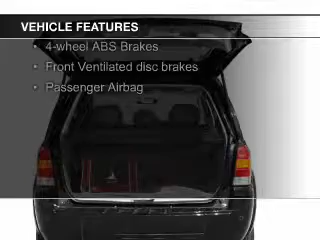 VEHICLE FEATURES
• 4-wheel ABS Brakes
• Front Ventilated disc brakes
• Passenger Airbag